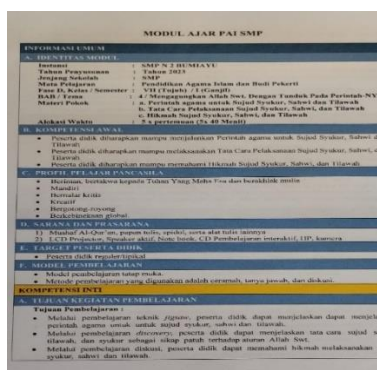 MODUL AJAR PAI SMP
INFORMASI UMUM
A. IDENTITAS MODUL
Instansi : SMP N 2 BUMIAYU
Tahun Penyusunan : Tahun 2023
Jenjang Sekolah : SMP
Mata Pelajaran : Pendidikan Agama Islam dan Budi Pekerti
Fase D, Kelas / Semester : VII (Tujuh) / I (Ganjil)
BAB / Tema : 4 / Mengagungkan Allah Swt. Dengan Tunduk Pada Perintah-NY
Materi Pokok : a. Perintah agama untuk Sujud Syukur, Sahwi dan Tilawah
b. Tata Cara Pelaksanaan Sujud Syukur, Sahwi dan Tilawah
c. Hikmah Sujud Syukur, Sahwi, dan Tilawah
Alokasi Waktu : 5 x pertemuan (3x 40 Menit)
B. KOMPETENSI AWAL
• Peserta didik diharapkan mampu menjalankan Perintah agama untuk Sujud Syukur, Sahwi
Tilawah;
• Peserta didik diharapkan mampu melaksanakan Tata Cara Pelaksanaan Sujud Syukur, Sahwi
Tilawah;
• Peserta didik diharapkan mampu memahami Hikmah Sujud Syukur, Sahwi, dan Tilawah
C. PROFIL PELAJAR PANCASILA
• Beriman, bertakwa kepada Tuhan Yang Maha Esa dan berakhlak mulia
• Mandiri
• Bernalar kritis
• Kreatif
• Bergotong-royong
• Berkebinekaan global
D. SARANA DAN PRASARANA
1) Mushaf Al-Qur'an, papan tulis, spidol, serta alat tulis lainnya
2) LCD Projector, Speaker aktif, Note book, CD Pembelajaran interaktif, HP, kamera
E. TARGET PESERTA DIDIK
• Peserta didik reguler/tipikal
F. MODEL PEMBELAJARAN
• Model pembelajaran tatap muka.
• Metode pembelajaran yang digunakan adalah ceramah, tanya jawab, dan diskusi.
KOMPETENSI INTI
A. TUJUAN KEGIATAN PEMBELAJARAN
Tujuan Pembelajaran :
• Melalui pembelajaran teknik jigsaw, peserta didik dapat menjelaskan dapat
perintah agama untuk untuk sujud syukur, sahwi dan tilawah.
• Melalui pembelajaran discovery, peserta didik dapat menjelaskan tata cara sujud
tilawah, dan syukur sebagai sikap patuh terhadap aturan Allah Swt.
• Melalui pembelajaran diskusi, peserta didik dapat memahami hikmah melaksanakan
syukur, sahwi dan tilawah.